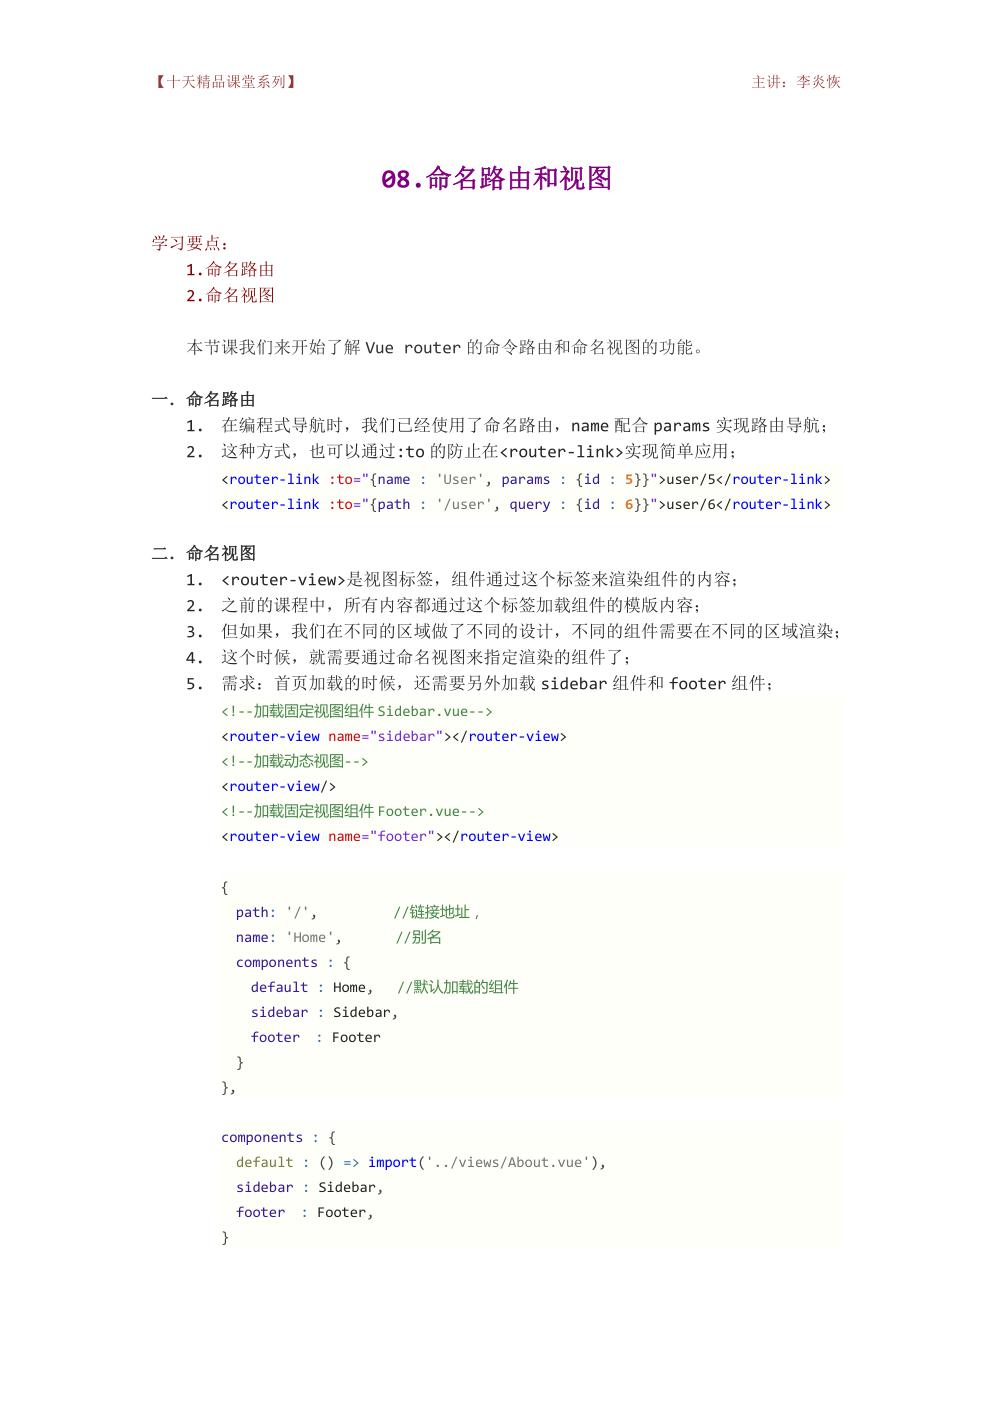 【十天精品课堂系列】 主讲：李炎恢
08.命名路由和视图
学习要点：
1.命名路由
2.命名视图
本节课我们来开始了解 Vue router 的命令路由和命名视图的功能。
一．命名路由
1. 在编程式导航时，我们已经使用了命名路由，name 配合 params 实现路由导航；
2. 这种方式，也可以通过:to 的防止在<router-link>实现简单应用；
<router-link :to="{name : 'User', params : {id : 5}}">user/5</router-link>
<router-link :to="{path : '/user', query : {id : 6}}">user/6</router-link>
二．命名视图
1. <router-view>是视图标签，组件通过这个标签来渲染组件的内容；
2. 之前的课程中，所有内容都通过这个标签加载组件的模版内容；
3. 但如果，我们在不同的区域做了不同的设计，不同的组件需要在不同的区域渲染；
4. 这个时候，就需要通过命名视图来指定渲染的组件了；
5. 需求：首页加载的时候，还需要另外加载 sidebar 组件和 footer 组件；
<!--加载固定视图组件 Sidebar.vue-->
<router-view name="sidebar"></router-view>
<!--加载动态视图-->
<router-view/>
<!--加载固定视图组件 Footer.vue-->
<router-view name="footer"></router-view>
{
path: '/', //链接地址，
name: 'Home', //别名
components : {
default : Home, //默认加载的组件
sidebar : Sidebar,
footer : Footer
}
},
components : {
default : () => import('../views/About.vue'),
sidebar : Sidebar,
footer : Footer,
}